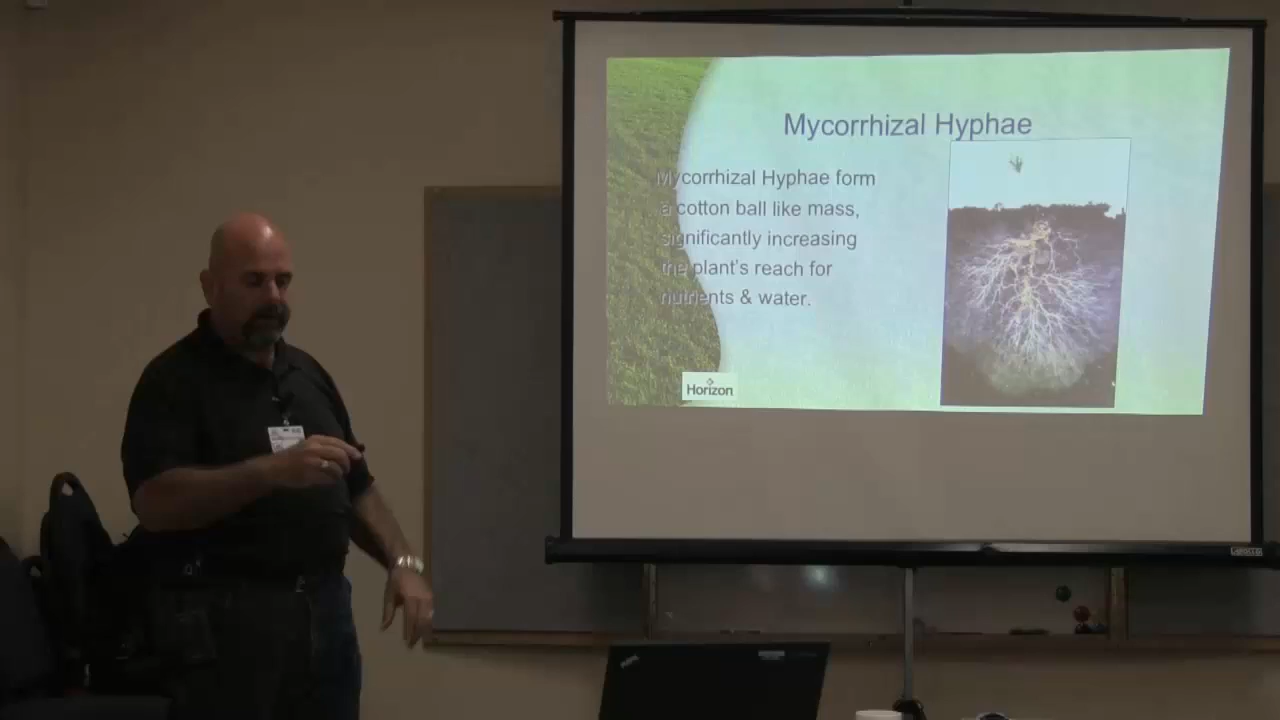 Mycorrhizal Hyphae
Mycorrhizal Hyphae form
a cotton ball like mass,
significantly increasing
the plant's reach for
nutrients & water.
Horizon